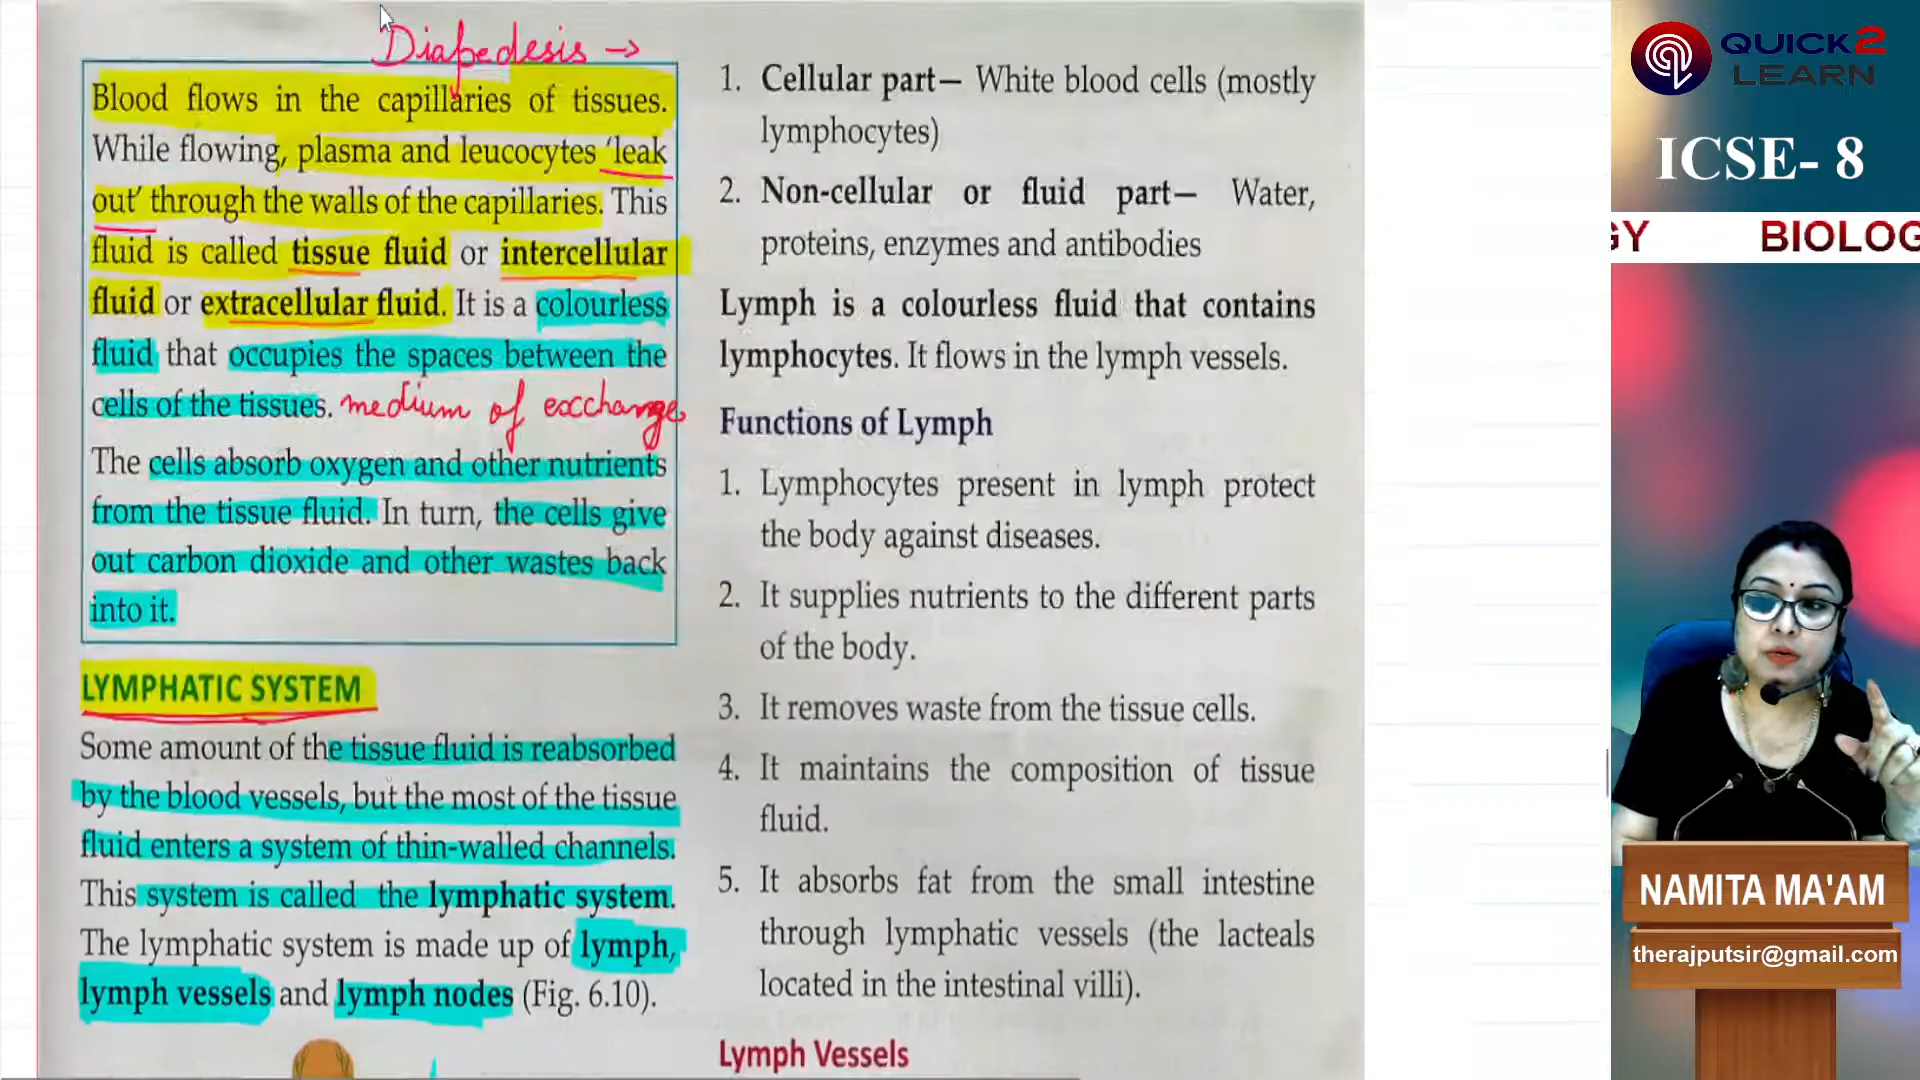 Diapedesis →
Blood flows in the capillaries of tissues.
While flowing, plasma and leucocytes ‘leak
out’ through the walls of the capillaries. This
fluid is called tissue fluid or intercellular
fluid or extracellular fluid. It is a colourless
fluid that occupies the spaces between the
cells of the tissues. medium of exchange
The cells absorb oxygen and other nutrients
from the tissue fluid. In turn, the cells give
out carbon dioxide and other wastes back
into it.
LYMPHATIC SYSTEM
Some amount of the tissue fluid is reabsorbed
by the blood vessels, but the most of the tissue
fluid enters a system of thin-walled channels.
This system is called the lymphatic system.
The lymphatic system is made up of lymph,
lymph vessels and lymph nodes (Fig. 6.10).
1. Cellular part— White blood cells (mostly
lymphocytes)
2. Non-cellular or fluid part— Water,
proteins, enzymes and antibodies
Lymph is a colourless fluid that contains
lymphocytes. It flows in the lymph vessels.
Functions of Lymph
1. Lymphocytes present in lymph protect
the body against diseases.
2. It supplies nutrients to the different parts
of the body.
3. It removes waste from the tissue cells.
4. It maintains the composition of tissue
fluid.
5. It absorbs fat from the small intestine
through lymphatic vessels (the lacteals
located in the intestinal villi).
Lymph Vessels
QUICK2
LEARN
ICSE- 8
GY BIOLOG
NAMITA MA'AM
therajputsir@gmail.com